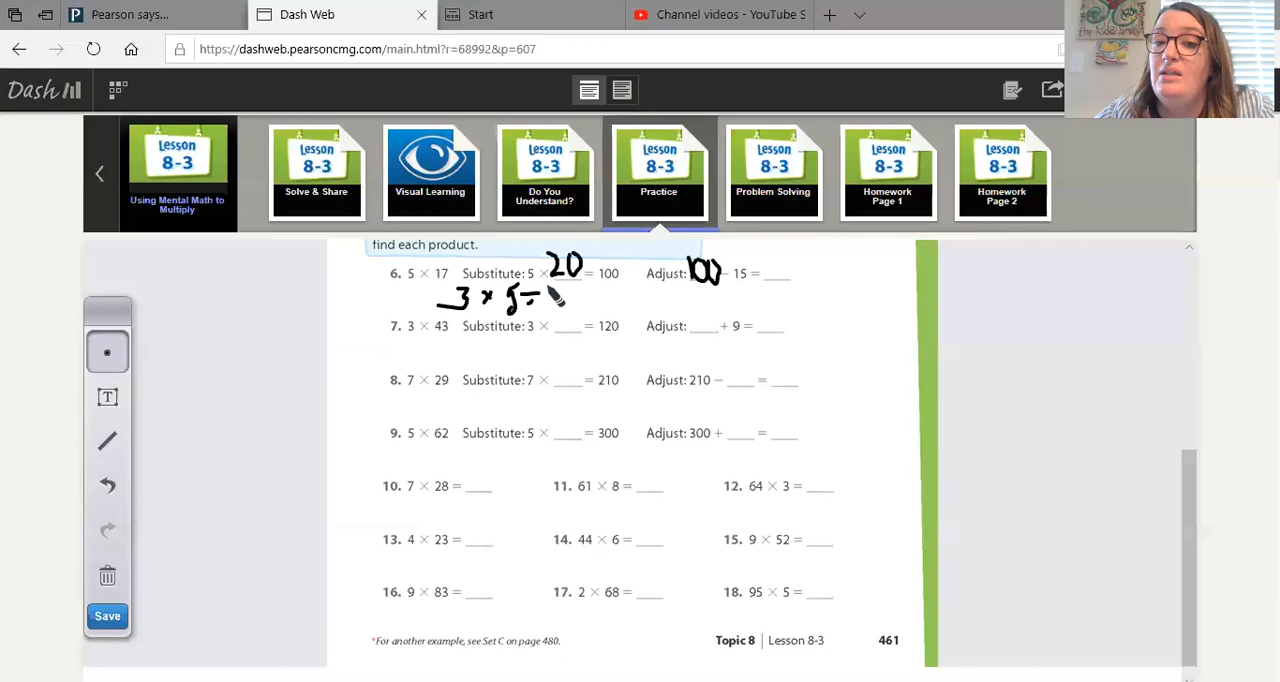 Pearson says...
Dash Web
Start
Channel videos - YouTube S
https://dashweb.pearsoncmg.com/main.html?r=68992&p=607
Dash
Lesson 8-3 Using Mental Math to Multiply
Lesson 8-3 Solve & Share
Visual Learning
Lesson 8-3 Do You Understand?
Lesson 8-3 Practice
Lesson 8-3 Problem Solving
Lesson 8-3 Homework Page 1
Lesson 8-3 Homework Page 2
find each product.
6. 5 × 17 Substitute: 5 × 20 = 100 Adjust: 100 - 15 = ____
3 × 5 =
7. 3 × 43 Substitute: 3 × ____ = 120 Adjust: ____ + 9 = ____
8. 7 × 29 Substitute: 7 × ____ = 210 Adjust: 210 − ____ = ____
9. 5 × 62 Substitute: 5 × ____ = 300 Adjust: 300 + ____ = ____
10. 7 × 28 = ____ 11. 61 × 8 = ____ 12. 64 × 3 = ____
13. 4 × 23 = ____ 14. 44 × 6 = ____ 15. 9 × 52 = ____
16. 9 × 83 = ____ 17. 2 × 68 = ____ 18. 95 × 5 = ____
*For another example, see Set C on page 480. Topic 8 | Lesson 8-3 461
T
Save